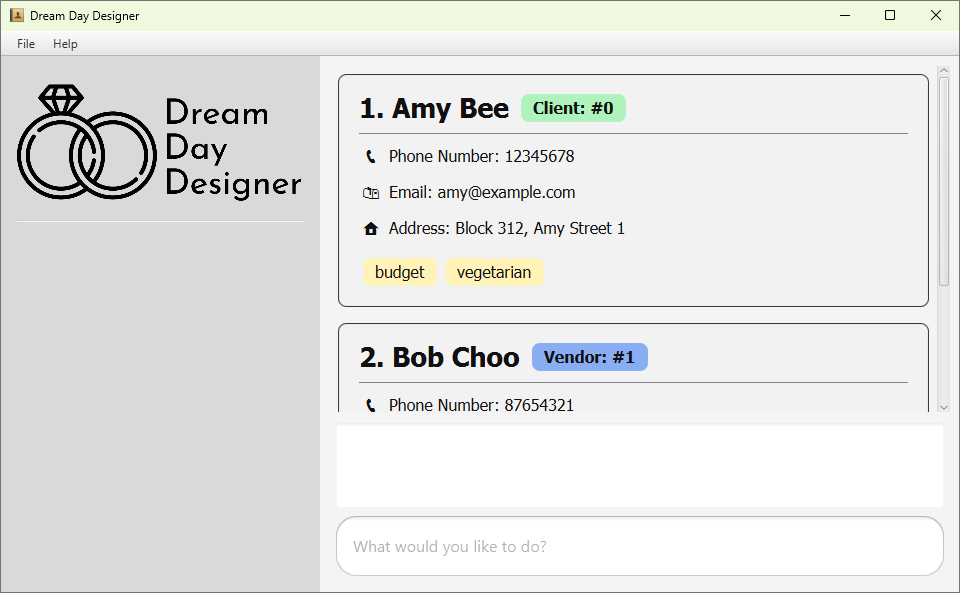 Dream Day Designer
File Help
Dream
Day
Designer
1. Amy Bee Client: #0
Phone Number: 12345678
Email: amy@example.com
Address: Block 312, Amy Street 1
budget vegetarian
2. Bob Choo Vendor: #1
Phone Number: 87654321
What would you like to do?